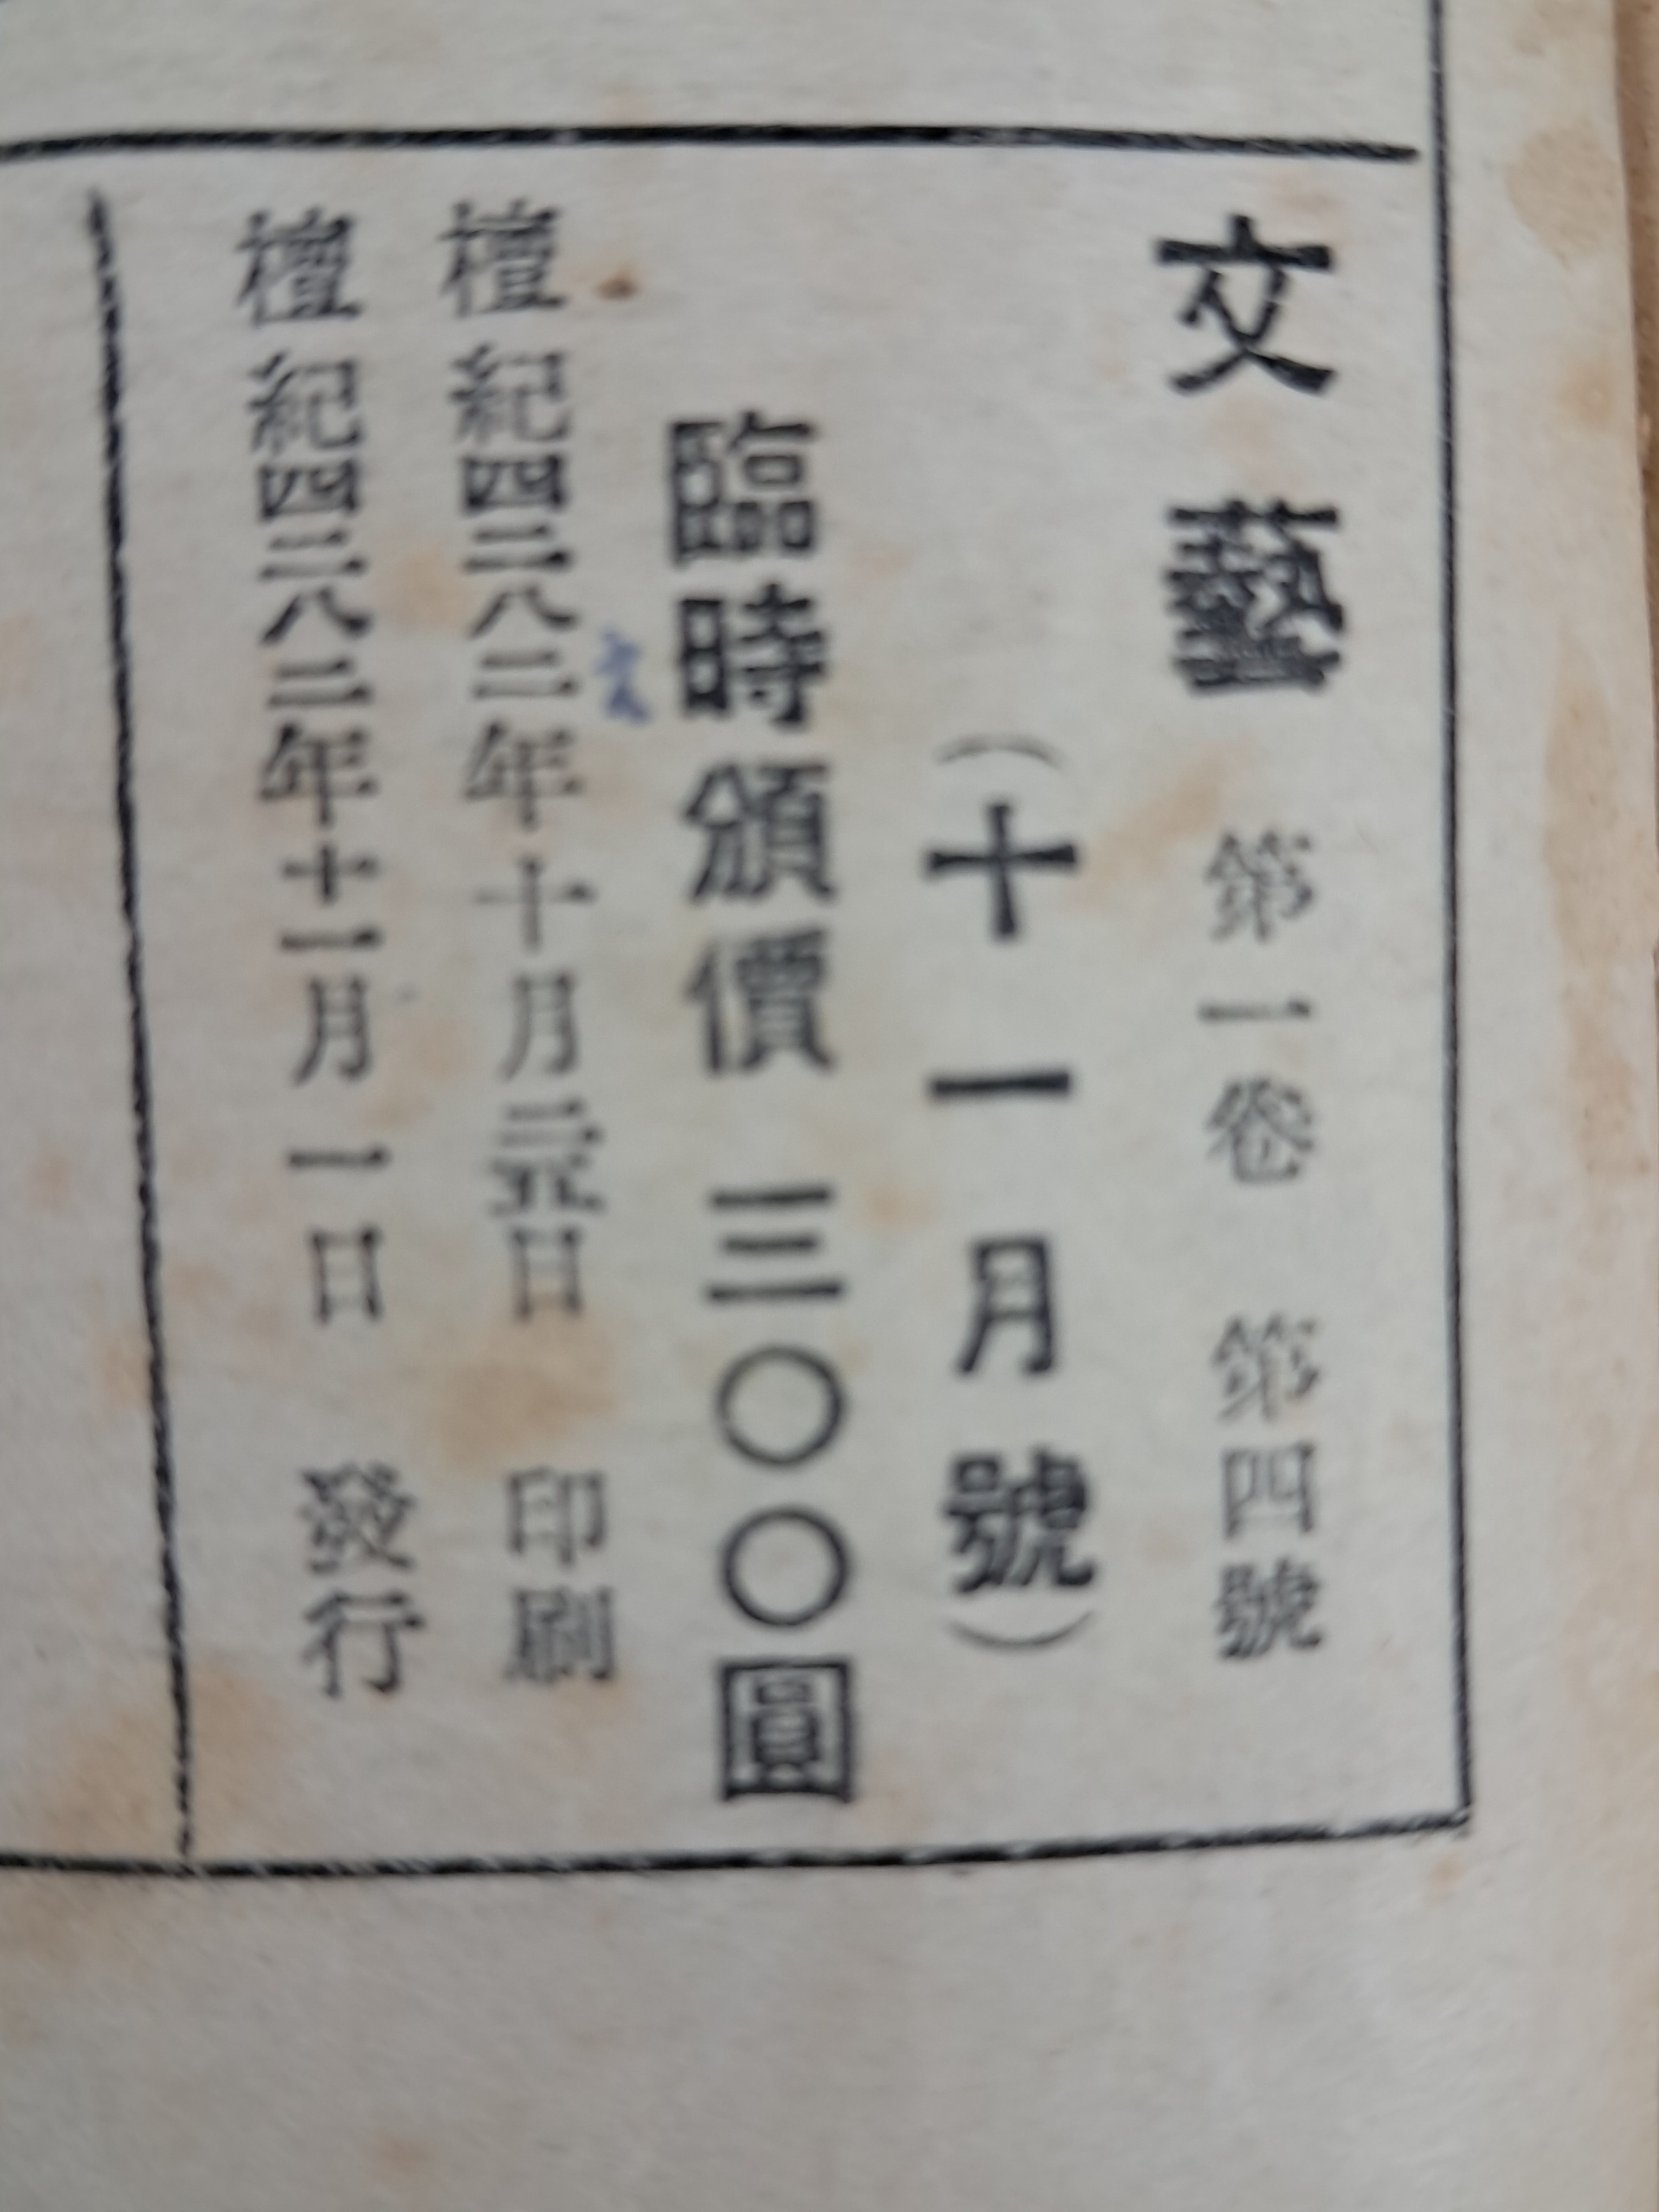 文藝 第一卷 第四號
(十一月號)
臨時頒價 三〇〇圓
檀紀四二八二年十月二五日 印刷
檀紀四二八二年十一月一日 發行